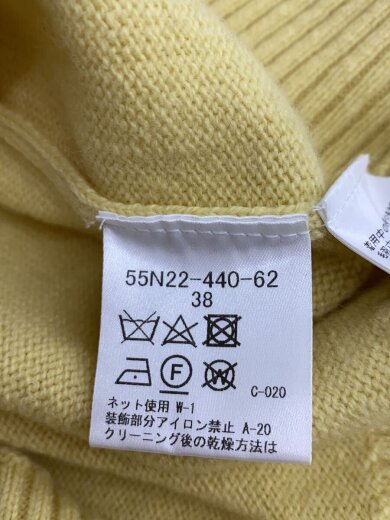 55N22-440-62
38
F W
C-020
ネット使用 W-1
装飾部分アイロン禁止 A-20
クリーニング後の乾燥方法は